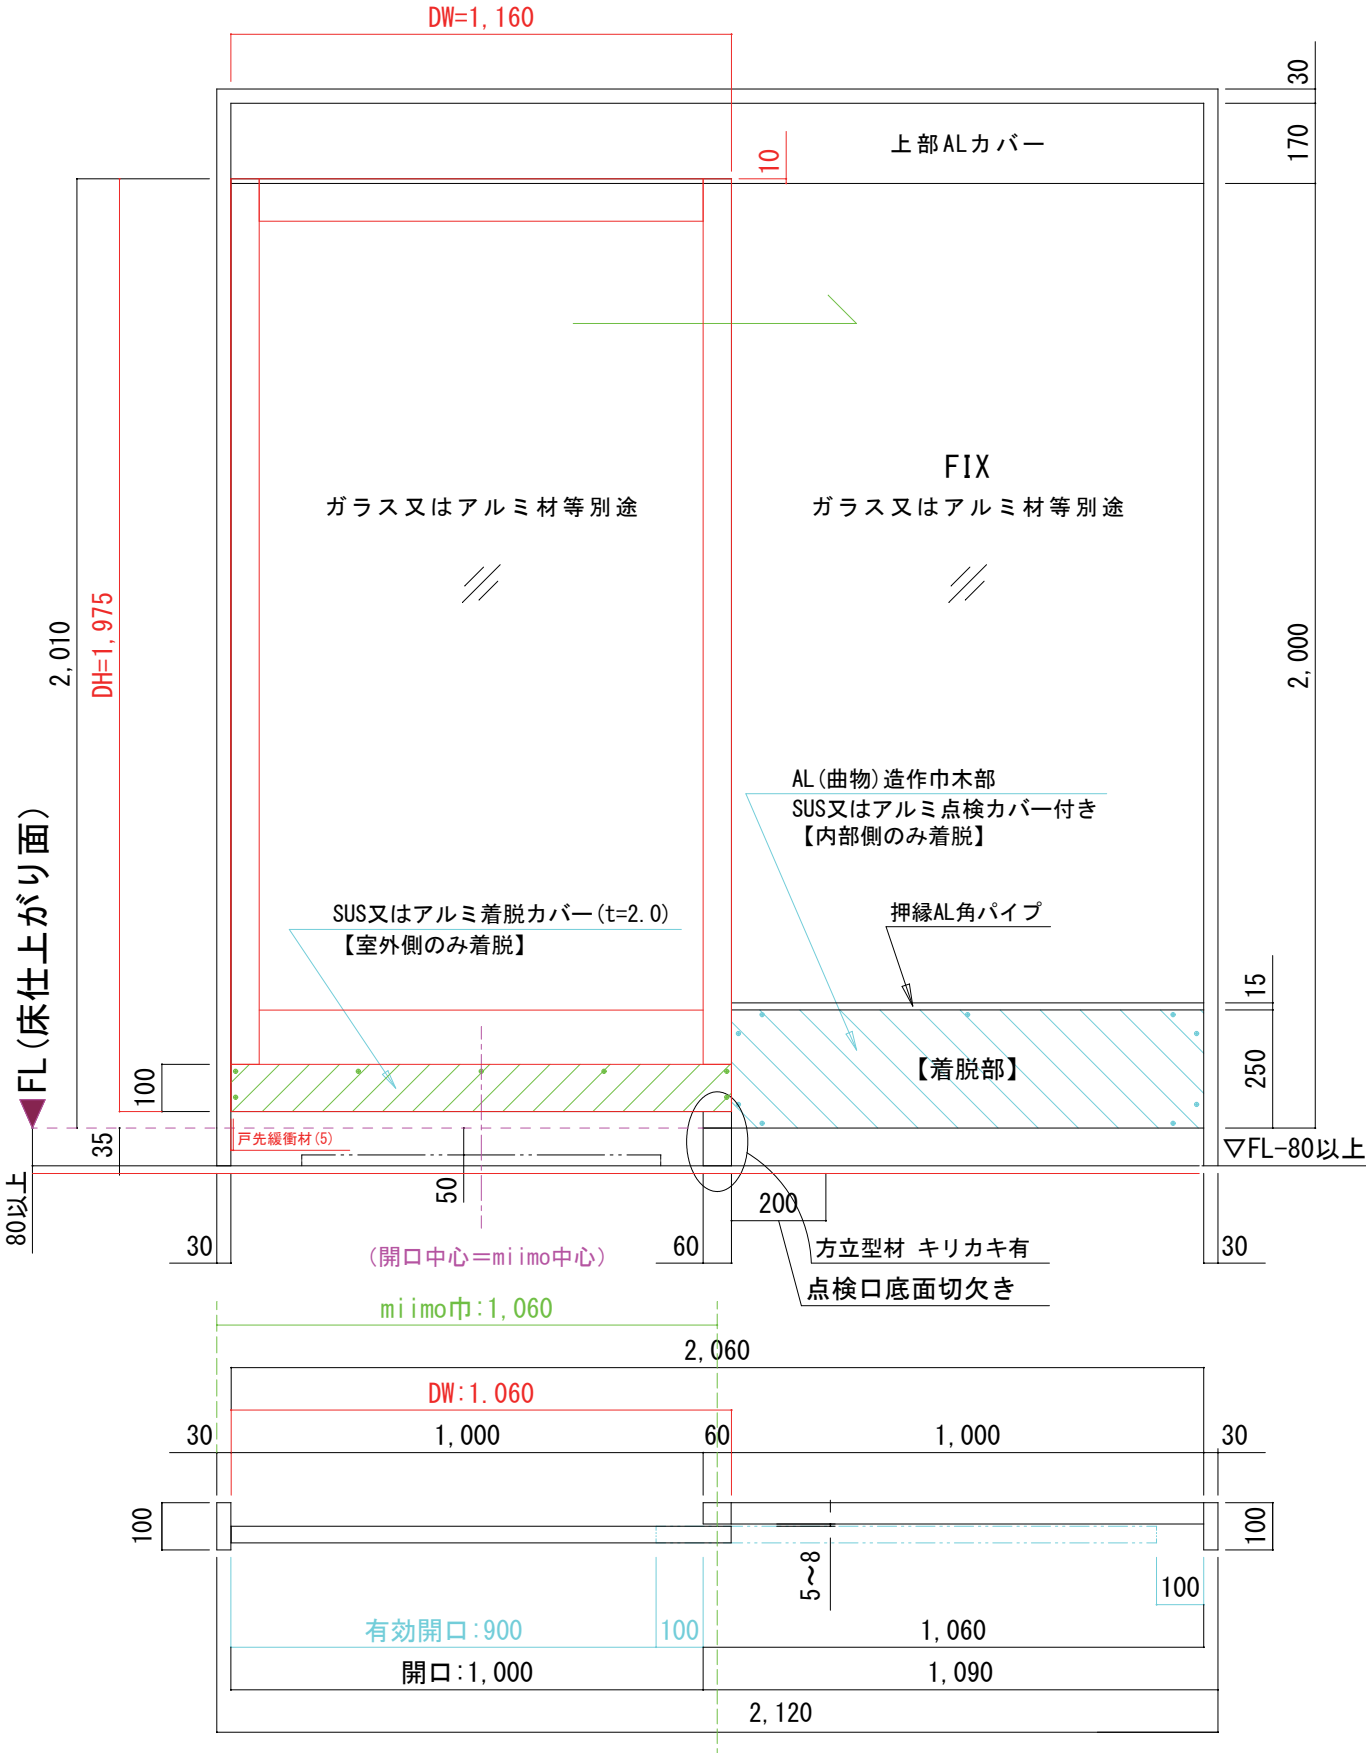 DW=1,160
30
上部ALカバー
170
10
FIX
ガラス又はアルミ材等別途
ガラス又はアルミ材等別途
2,010
DH=1,975
2,000
AL(曲物)造作巾木部
SUS又はアルミ点検カバー付き
【内部側のみ着脱】
FL(床仕上がり面)
SUS又はアルミ着脱カバー(t=2.0)
【室外側のみ着脱】
押縁AL角パイプ
15
100
【着脱部】
250
戸先緩衝材(5)
35
▽FL-80以上
80以上
50
200
30
(開口中心=miimo中心)
60
方立型材 キリカキ有
30
点検口底面切欠き
miimo巾:1,060
2,060
DW:1.060
30
1,000
60
1,000
30
100
100
5~8
100
有効開口:900
100
1,060
開口:1,000
1,090
2,120